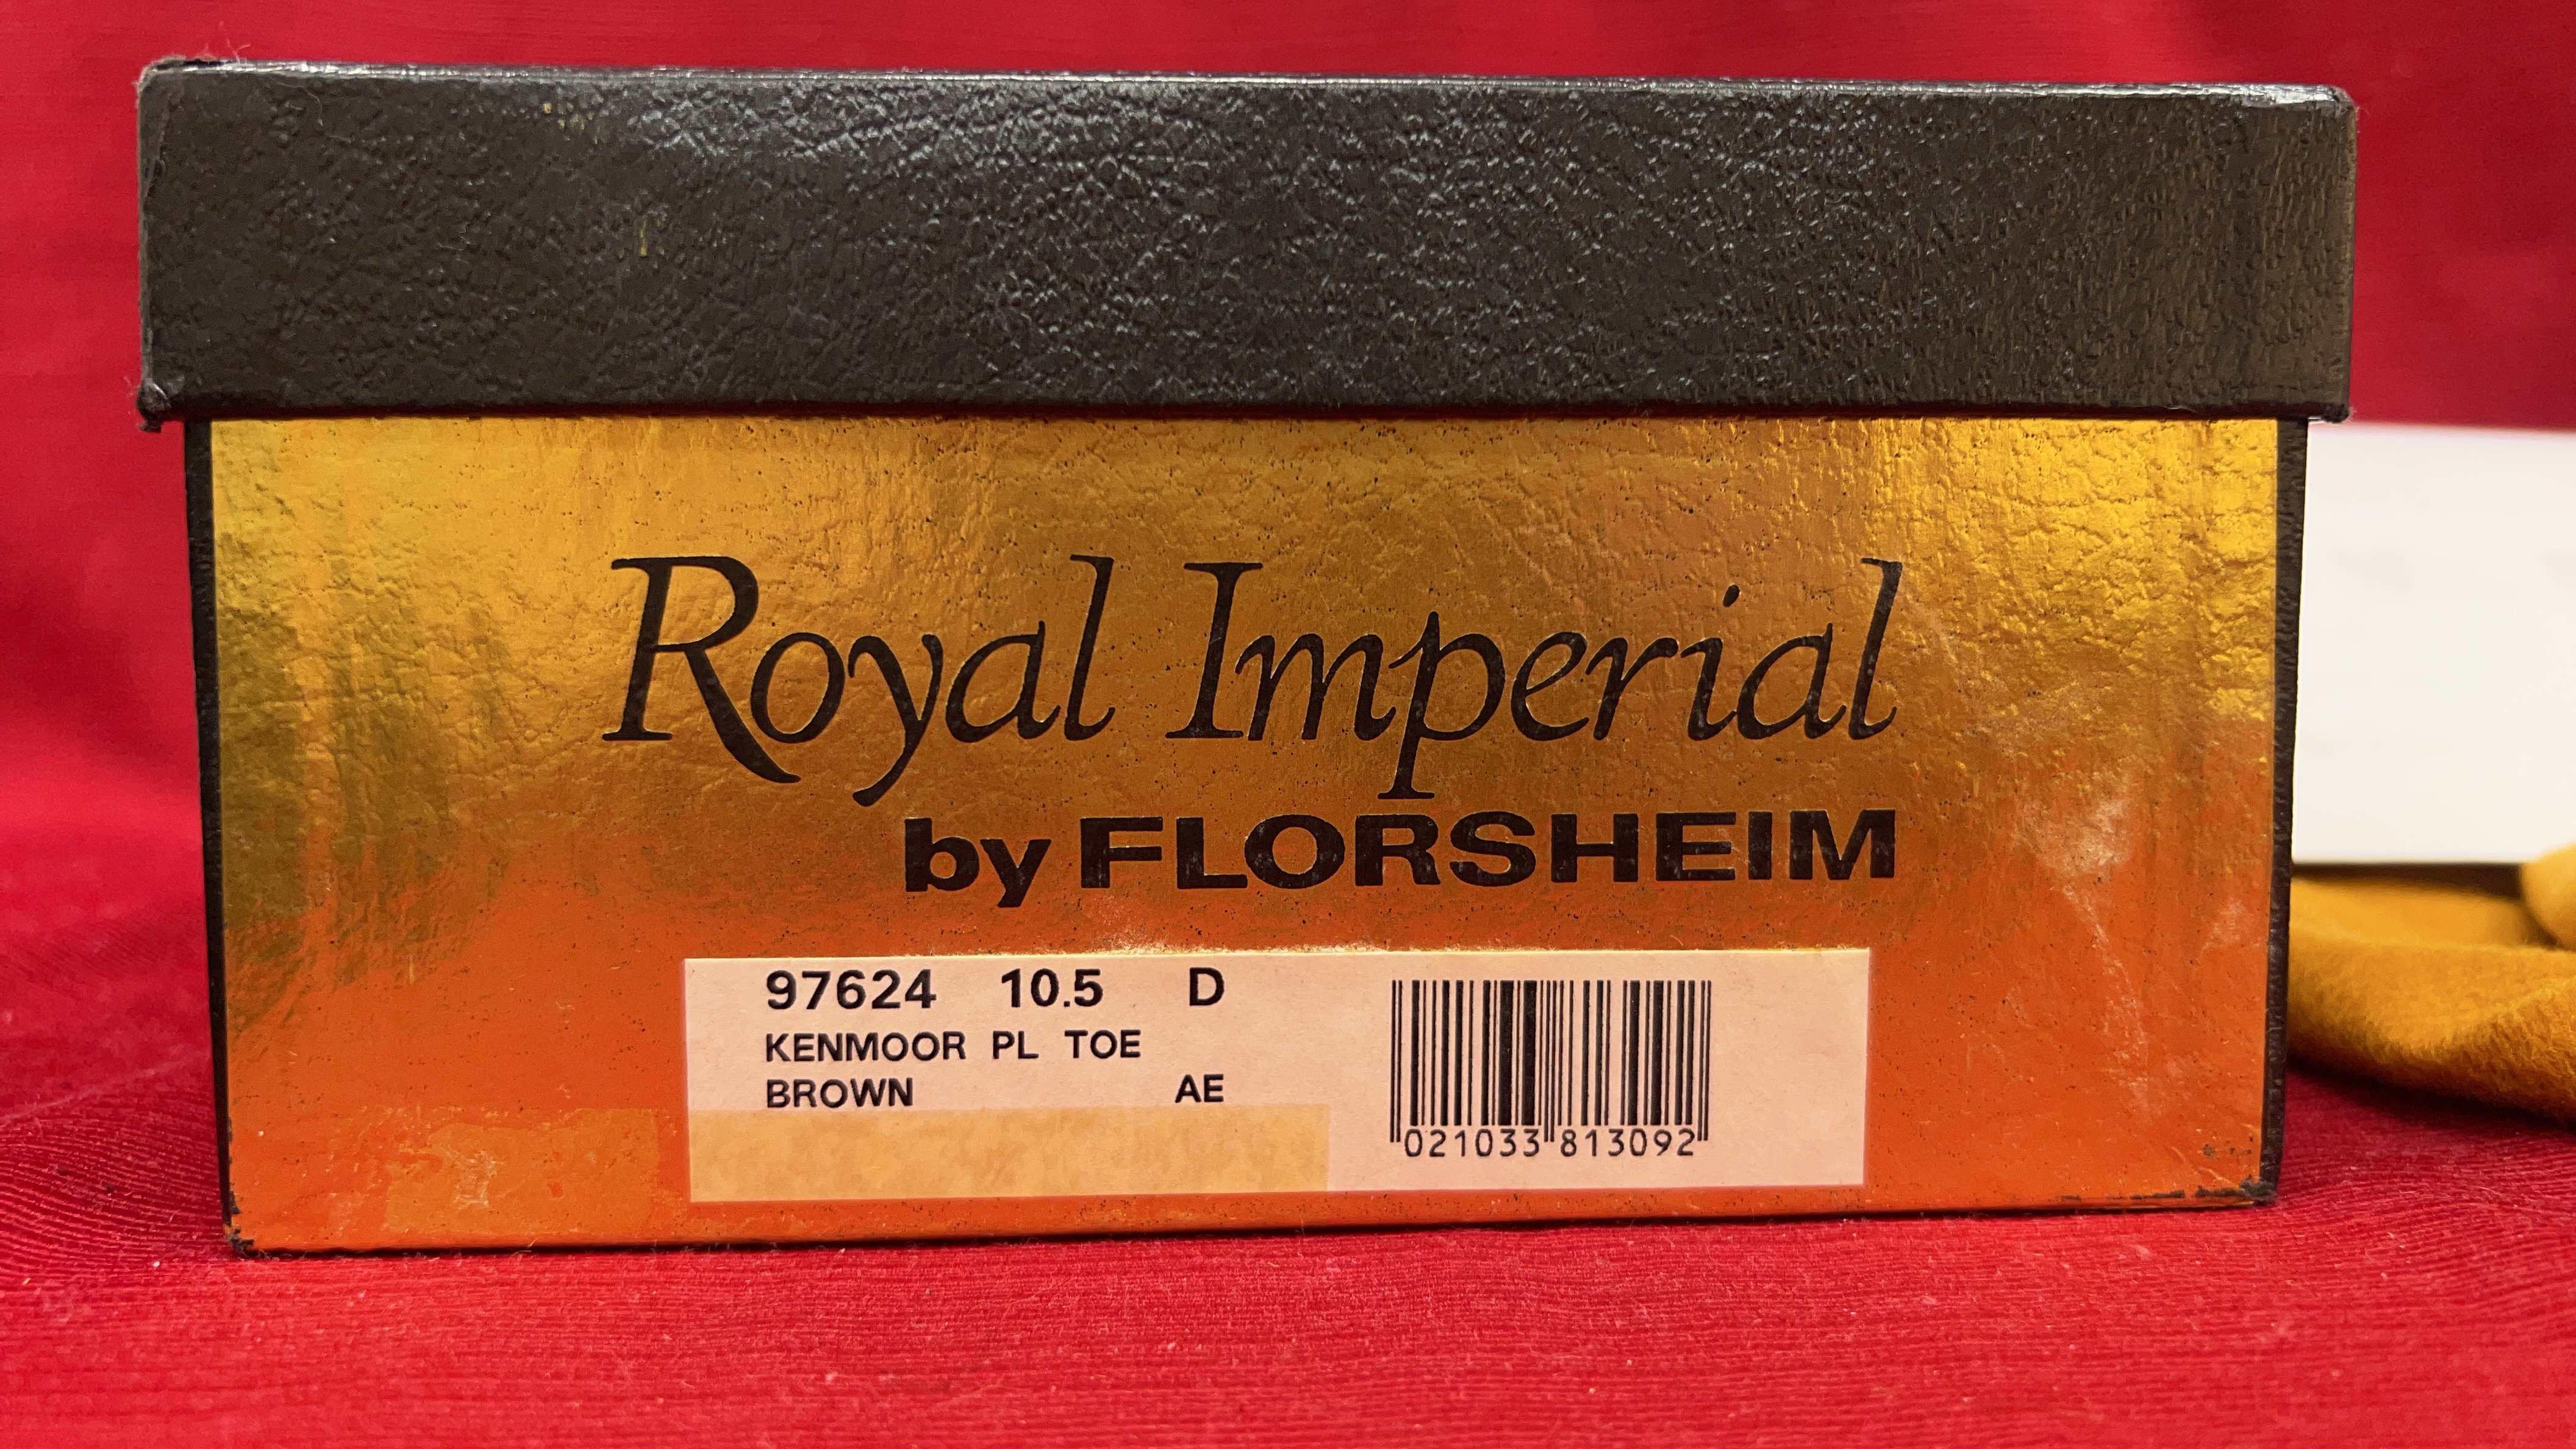 Royal Imperial
by FLORSHEIM
97624 10.5 D
KENMOOR PL TOE
BROWN AE
021033 813092